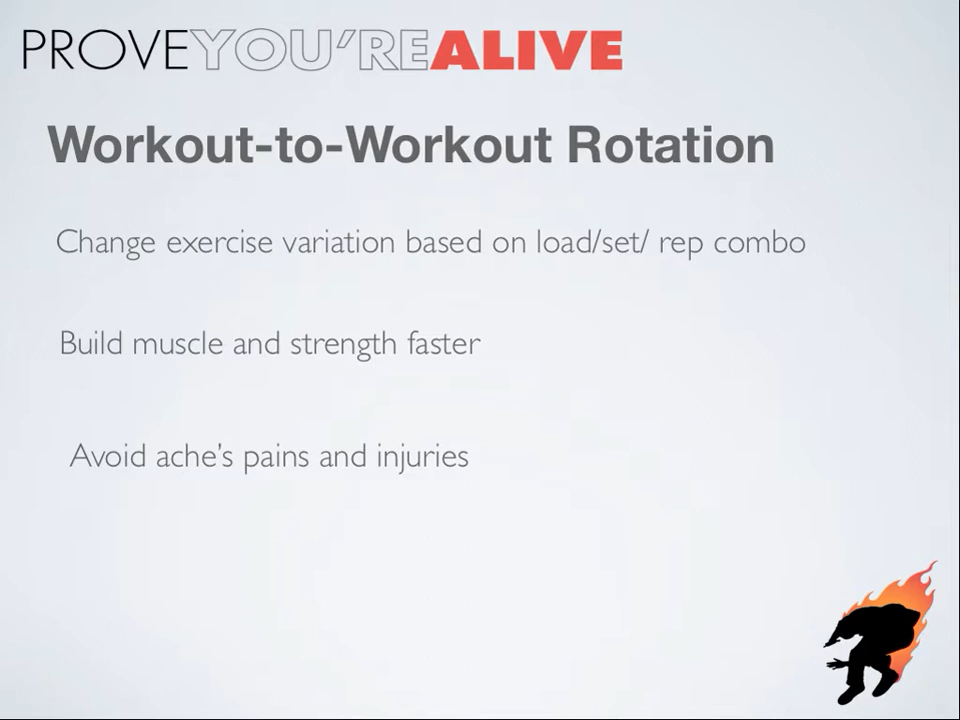 PROVEYOU'REALIVE
Workout-to-Workout Rotation
Change exercise variation based on load/set/ rep combo
Build muscle and strength faster
Avoid ache's pains and injuries